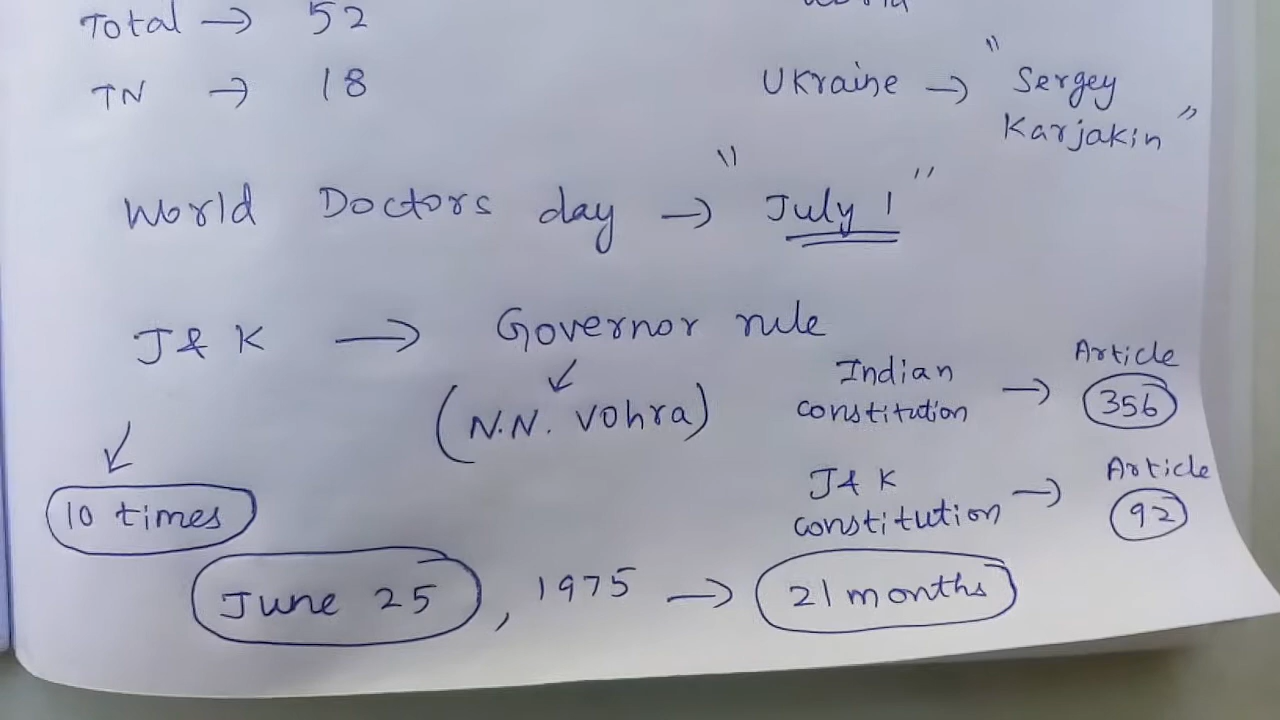 Total → 52
TN → 18
Ukraine → "Sergey
Karjakin"
World Doctors day → "July 1"
J & K → Governor rule
(N.N. Vohra)
10 times
Indian
constitution → Article
356
J & K
constitution → Article
92
June 25, 1975 → 21 months